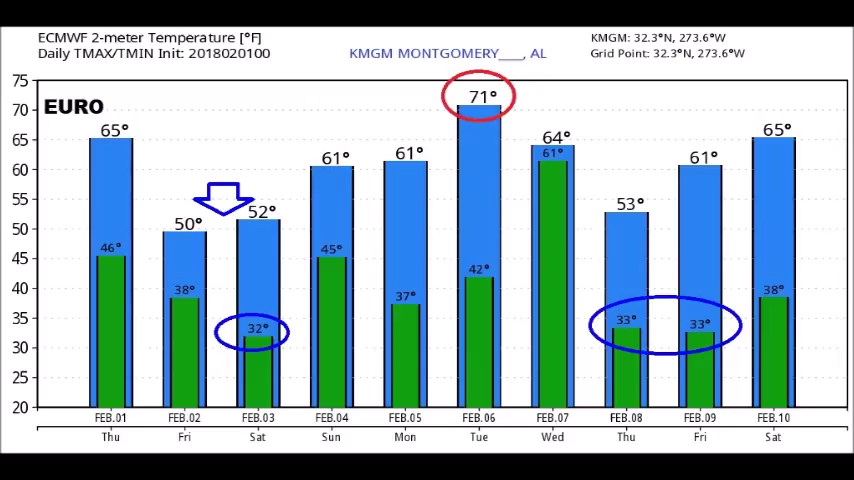 ECMWF 2-meter Temperature [°F]
KMGM: 32.3°N, 273.6°W
Daily TMAX/TMIN Init: 2018020100
KMGM MONTGOMERY___, AL
Grid Point: 32.3°N, 273.6°W
75
70
65
60
55
50
45
40
35
30
25
20
EURO
65° 50° 52° 61° 61° 71° 64° 53° 61° 65°
46° 38° 32° 45° 37° 42° 61° 33° 33° 38°
FEB.01 FEB.02 FEB.03 FEB.04 FEB.05 FEB.06 FEB.07 FEB.08 FEB.09 FEB.10
Thu Fri Sat Sun Mon Tue Wed Thu Fri Sat